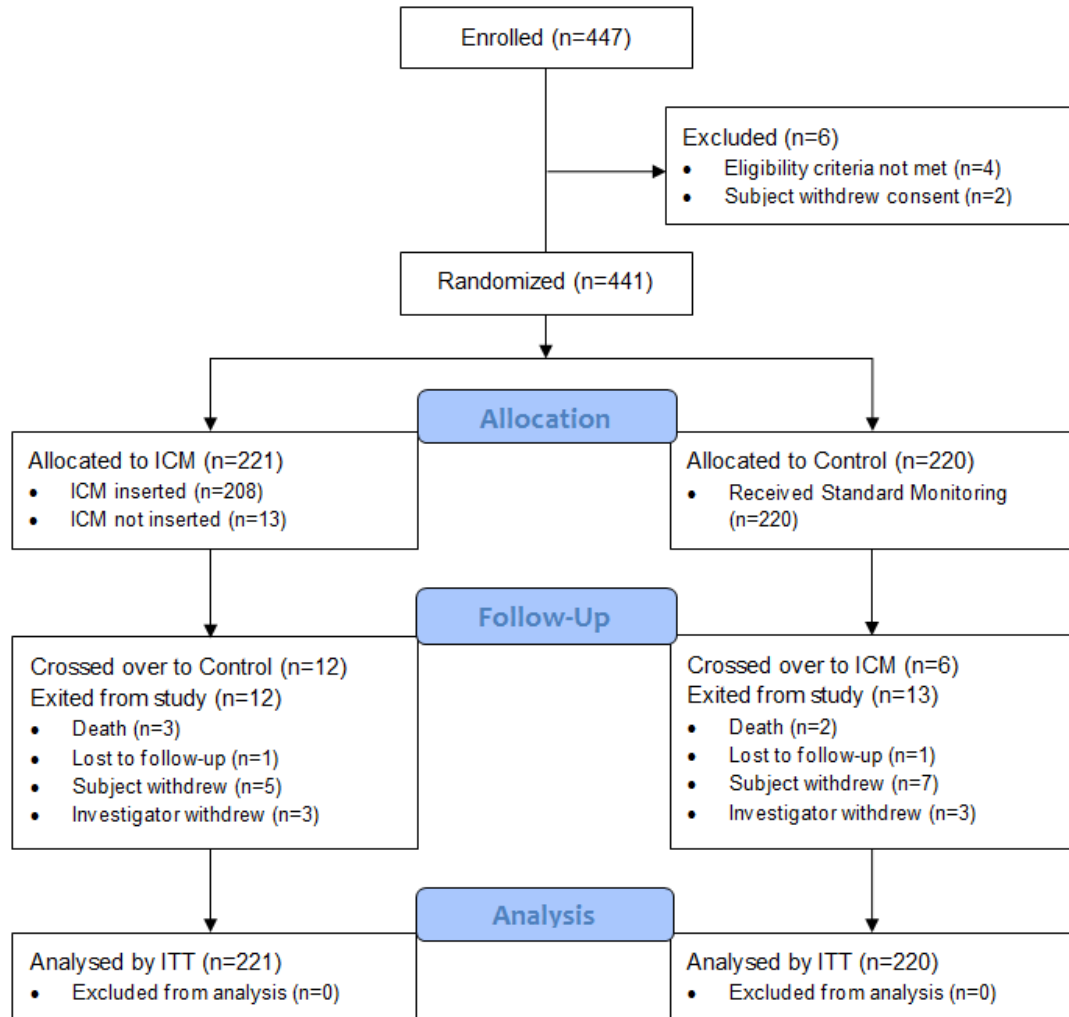 Enrolled (n=447)
Excluded (n=6)
• Eligibility criteria not met (n=4)
• Subject withdrew consent (n=2)
Randomized (n=441)
Allocation
Allocated to ICM (n=221)
• ICM inserted (n=208)
• ICM not inserted (n=13)
Allocated to Control (n=220)
• Received Standard Monitoring
(n=220)
Follow-Up
Crossed over to Control (n=12)
Exited from study (n=12)
• Death (n=3)
• Lost to follow-up (n=1)
• Subject withdrew (n=5)
• Investigator withdrew (n=3)
Crossed over to ICM (n=6)
Exited from study (n=13)
• Death (n=2)
• Lost to follow-up (n=1)
• Subject withdrew (n=7)
• Investigator withdrew (n=3)
Analysis
Analysed by ITT (n=221)
• Excluded from analysis (n=0)
Analysed by ITT (n=220)
• Excluded from analysis (n=0)